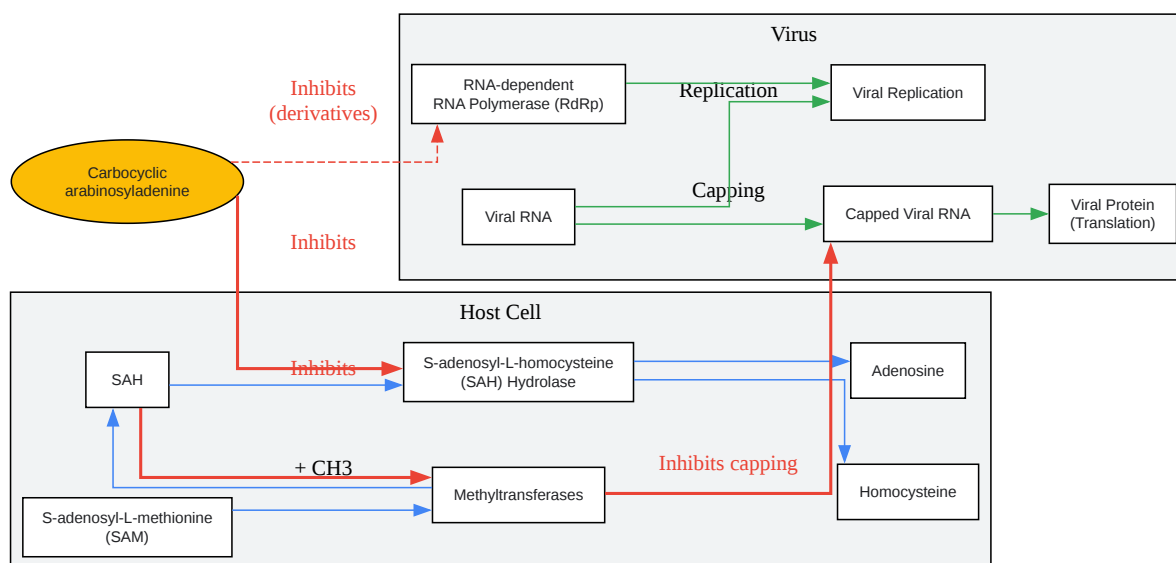 Virus
Inhibits
(derivatives)
RNA-dependent
RNA Polymerase (RdRp)
Replication
Viral Replication
Carbocyclic
arabinosyladenine
Capping
Viral RNA
Capped Viral RNA
Viral Protein
(Translation)
Inhibits
Host Cell
SAH
Inhibits
S-adenosyl-L-homocysteine
(SAH) Hydrolase
Adenosine
+ CH3
Inhibits capping
Methyltransferases
Homocysteine
S-adenosyl-L-methionine
(SAM)